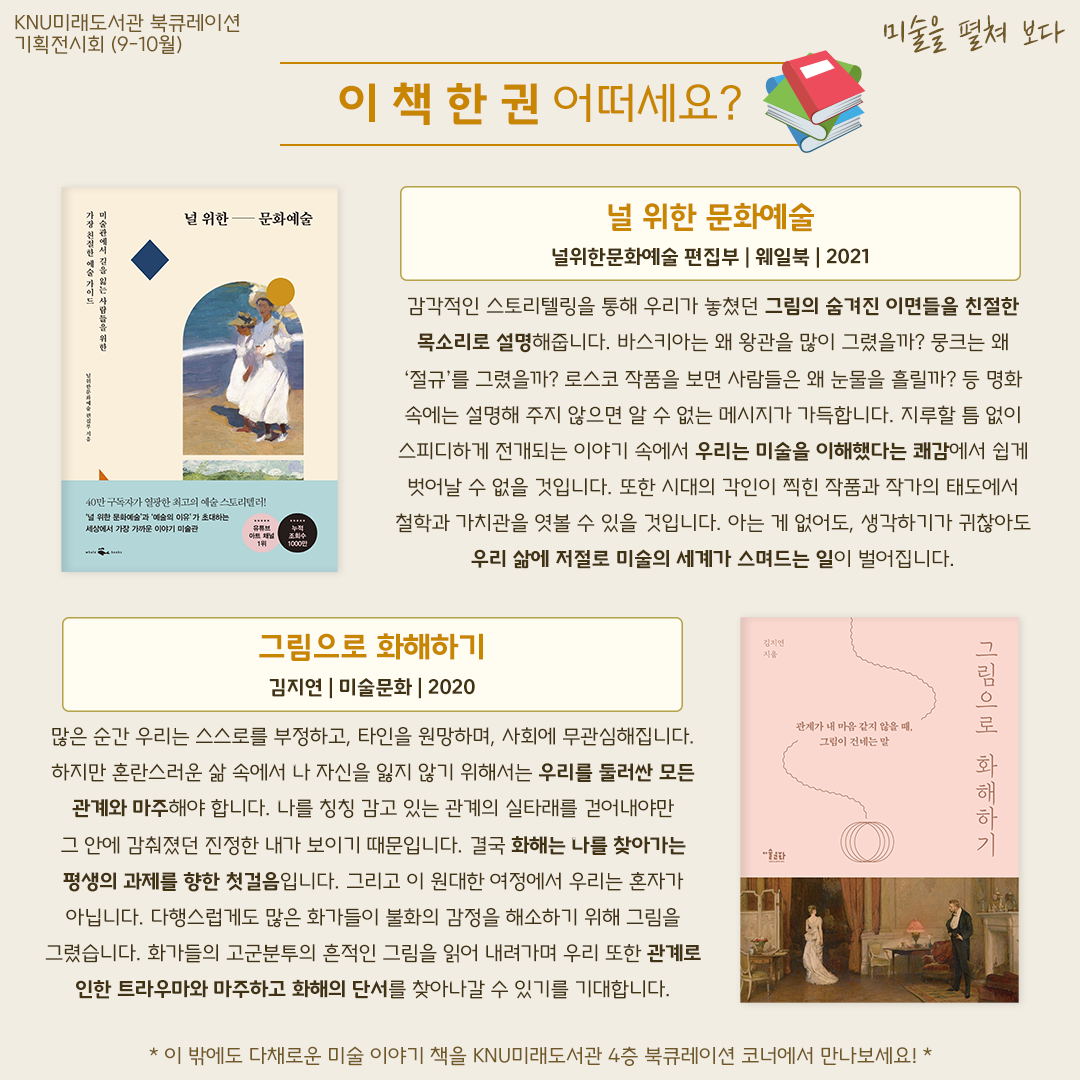 KNU미래도서관 북큐레이션
기획전시회 (9-10월)
미술을 펼쳐 보다
이 책 한 권 어떠세요?
미술관에서 길을 잃는 사람들을 위한
가장 친절한 예술 가이드
널 위한 — 문화예술
널위한문화예술 편집부 지음
40만 구독자가 열광한 최고의 예술 스토리텔러!
'널 위한 문화예술'과 '예술의 이유'가 초대하는
세상에서 가장 가까운 이야기 미술관
유튜브
아트 채널
1위
누적
조회수
1000만
whale books
널 위한 문화예술
널위한문화예술 편집부 | 웨일북 | 2021
감각적인 스토리텔링을 통해 우리가 놓쳤던 그림의 숨겨진 이면들을 친절한
목소리로 설명해줍니다. 바스키아는 왜 왕관을 많이 그렸을까? 뭉크는 왜
‘절규’를 그렸을까? 로스코 작품을 보면 사람들은 왜 눈물을 흘릴까? 등 명화
속에는 설명해 주지 않으면 알 수 없는 메시지가 가득합니다. 지루할 틈 없이
스피디하게 전개되는 이야기 속에서 우리는 미술을 이해했다는 쾌감에서 쉽게
벗어날 수 없을 것입니다. 또한 시대의 각인이 찍힌 작품과 작가의 태도에서
철학과 가치관을 엿볼 수 있을 것입니다. 아는 게 없어도, 생각하기가 귀찮아도
우리 삶에 저절로 미술의 세계가 스며드는 일이 벌어집니다.
그림으로 화해하기
김지연 | 미술문화 | 2020
많은 순간 우리는 스스로를 부정하고, 타인을 원망하며, 사회에 무관심해집니다.
하지만 혼란스러운 삶 속에서 나 자신을 잃지 않기 위해서는 우리를 둘러싼 모든
관계와 마주해야 합니다. 나를 칭칭 감고 있는 관계의 실타래를 걷어내야만
그 안에 감춰졌던 진정한 내가 보이기 때문입니다. 결국 화해는 나를 찾아가는
평생의 과제를 향한 첫걸음입니다. 그리고 이 원대한 여정에서 우리는 혼자가
아닙니다. 다행스럽게도 많은 화가들이 불화의 감정을 해소하기 위해 그림을
그렸습니다. 화가들의 고군분투의 흔적인 그림을 읽어 내려가며 우리 또한 관계로
인한 트라우마와 마주하고 화해의 단서를 찾아나갈 수 있기를 기대합니다.
김지연
지음
그림으로 화해하기
관계가 내 마음 같지 않을 때,
그림이 건네는 말
미술문화
* 이 밖에도 다채로운 미술 이야기 책을 KNU미래도서관 4층 북큐레이션 코너에서 만나보세요! *